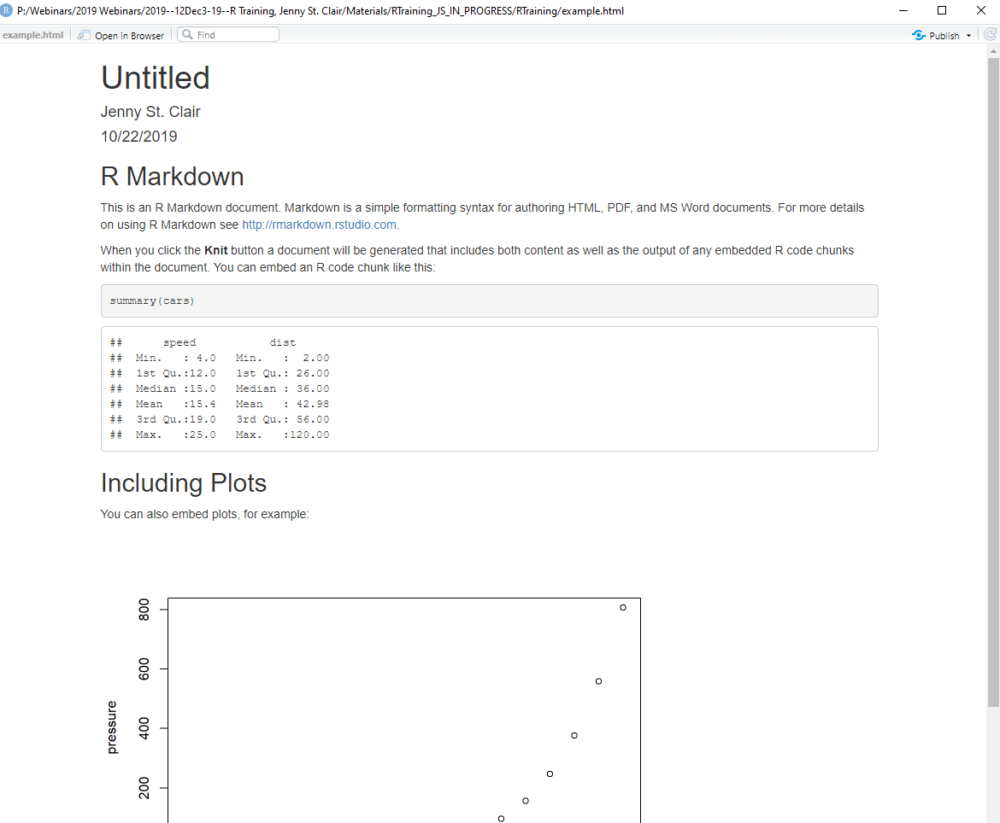 R P:/Webinars/2019 Webinars/2019--12Dec3-19--R Training, Jenny St. Clair/Materials/RTraining_JS_IN_PROGRESS/RTraining/example.html
example.html Open in Browser Find Publish
Untitled
Jenny St. Clair
10/22/2019
R Markdown
This is an R Markdown document. Markdown is a simple formatting syntax for authoring HTML, PDF, and MS Word documents. For more details
on using R Markdown see http://rmarkdown.rstudio.com.
When you click the Knit button a document will be generated that includes both content as well as the output of any embedded R code chunks
within the document. You can embed an R code chunk like this:
summary(cars)
##      speed           dist
##  Min.   : 4.0   Min.   :  2.00
##  1st Qu.:12.0   1st Qu.: 26.00
##  Median :15.0   Median : 36.00
##  Mean   :15.4   Mean   : 42.98
##  3rd Qu.:19.0   3rd Qu.: 56.00
##  Max.   :25.0   Max.   :120.00
Including Plots
You can also embed plots, for example:
800
600
400
200
pressure